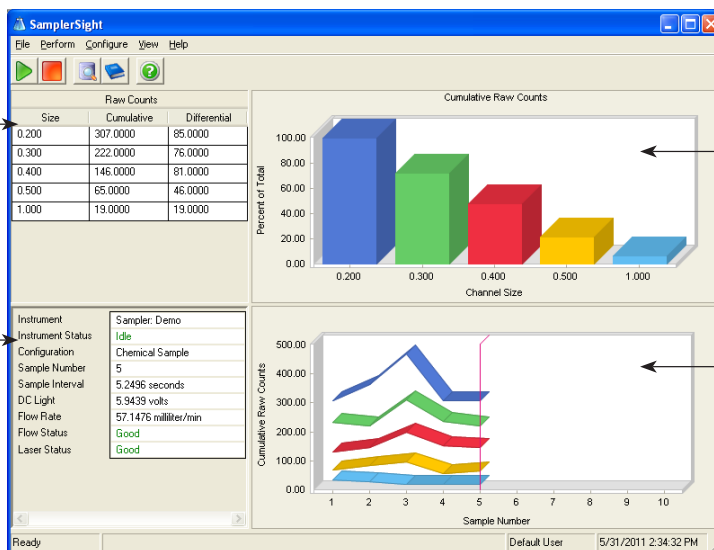 SamplerSight
File Perform Configure View Help
Raw Counts
Size Cumulative Differential
0.200 307.0000 85.0000
0.300 222.0000 76.0000
0.400 146.0000 81.0000
0.500 65.0000 46.0000
1.000 19.0000 19.0000
Cumulative Raw Counts
Percent of Total
100.00
80.00
60.00
40.00
20.00
0.00
0.200 0.300 0.400 0.500 1.000
Channel Size
Instrument Sampler: Demo
Instrument Status Idle
Configuration Chemical Sample
Sample Number 5
Sample Interval 5.2496 seconds
DC Light 5.9439 volts
Flow Rate 57.1476 milliliter/min
Flow Status Good
Laser Status Good
Cumulative Raw Counts
500.00
400.00
300.00
200.00
100.00
0.00
1 2 3 4 5 6 7 8 9 10
Sample Number
Ready Default User 5/31/2011 2:34:32 PM